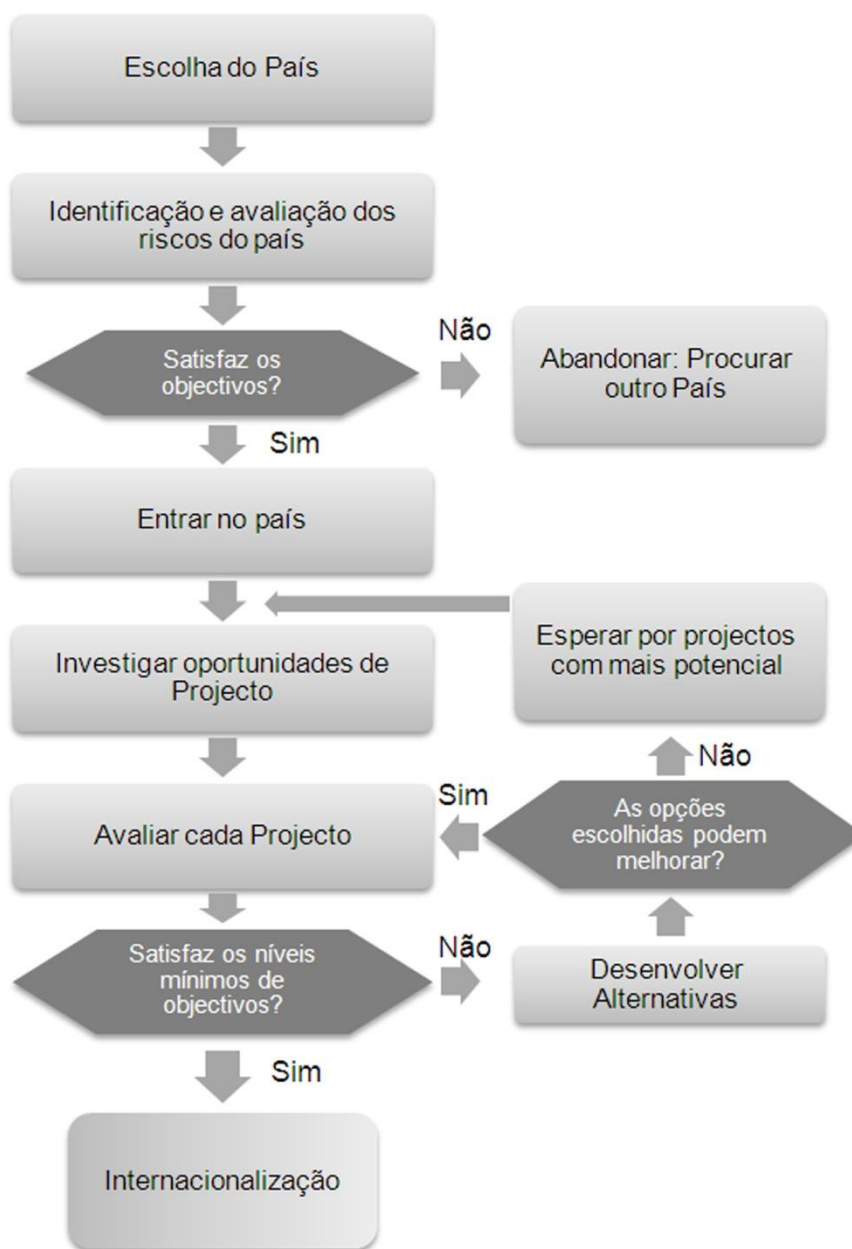 Escolha do País
Identificação e avaliação dos
riscos do país
Satisfaz os
objectivos?
Não
Abandonar: Procurar
outro País
Sim
Entrar no país
Investigar oportunidades de
Projecto
Esperar por projectos
com mais potencial
Não
Avaliar cada Projecto
Sim
As opções
escolhidas podem
melhorar?
Satisfaz os níveis
mínimos de
objectivos?
Não
Desenvolver
Alternativas
Sim
Internacionalização